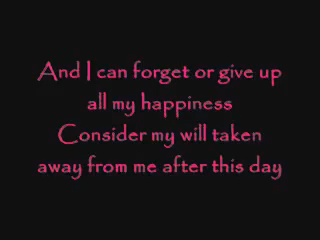 And I can forget or give up
all my happiness
Consider my will taken
away from me after this day